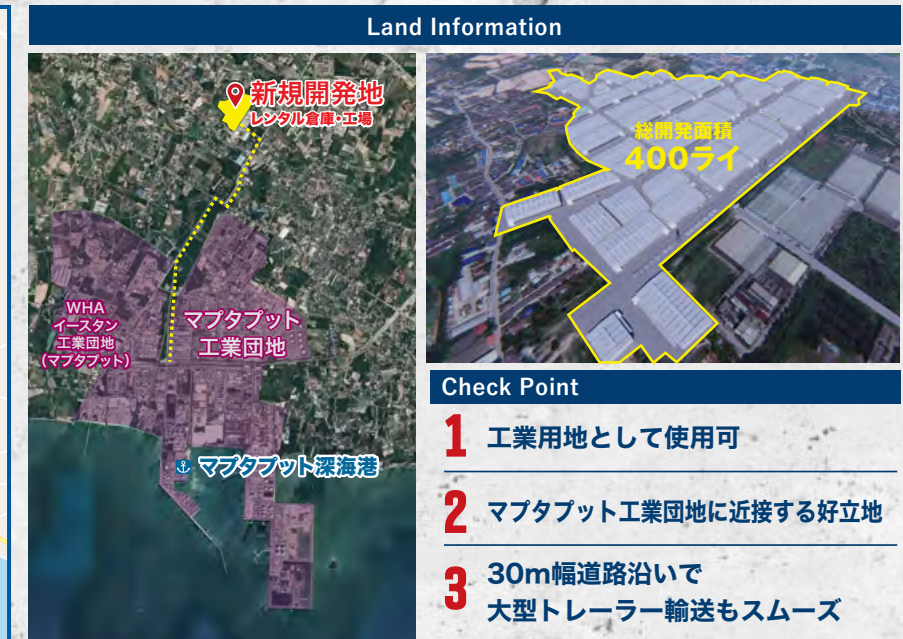 Land Information
新規開発地
レンタル倉庫・工場
WHA
イースタン
工業団地
(マプタプット)
マプタプット
工業団地
マプタプット深海港
総開発面積
400ライ
Check Point
1 工業用地として使用可
2 マプタプット工業団地に近接する好立地
3 30m幅道路沿いで
大型トレーラー輸送もスムーズ